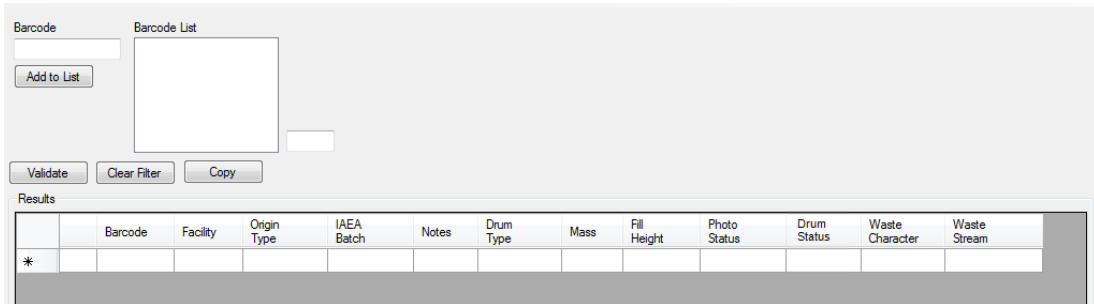 Barcode
Barcode List
Add to List
Validate
Clear Filter
Copy
Results
Barcode
Facility
Origin
Type
IAEA
Batch
Notes
Drum
Type
Mass
Fill
Height
Photo
Status
Drum
Status
Waste
Character
Waste
Stream
*